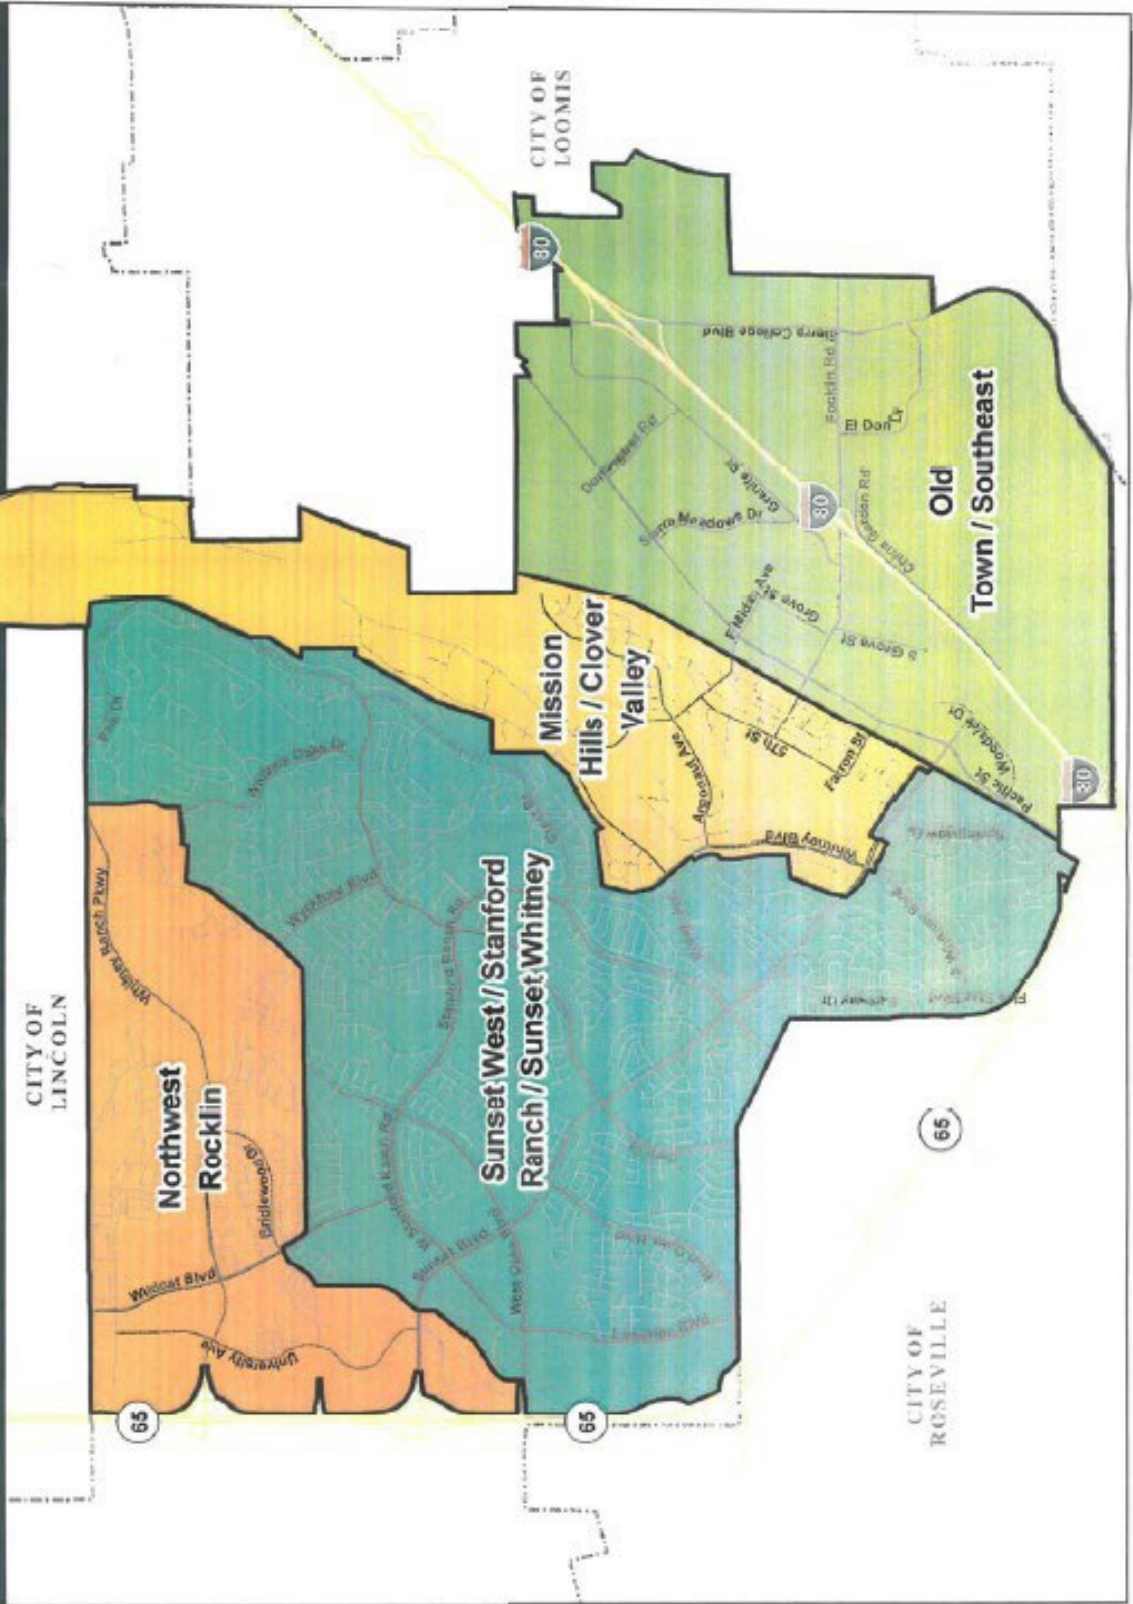 CITY OF
LINCOLN
CITY OF
LOOMIS
CITY OF
ROSEVILLE
Northwest
Rocklin
Sunset West / Stanford
Ranch / Sunset Whitney
Mission
Hills / Clover
Valley
Old
Town / Southeast
Whitney Ranch Pkwy
Wildcat Blvd
University Ave
Bridlewood Dr
Park Dr
Wyckford Blvd
Stanford Ranch Rd
W Stanford Ranch Rd
Sunset Blvd
West Oaks Blvd
Argonaut Ave
Whitney Blvd
57th St
Farron St
Pacific St
Woodside Dr
S Grove St
Grove St
E Midas Ave
Sierra Meadows Dr
Dominguez Rd
Granite Dr
Sierra College Blvd
Rocklin Rd
El Don Dr
China Garden Rd
65
65
65
80
80
80